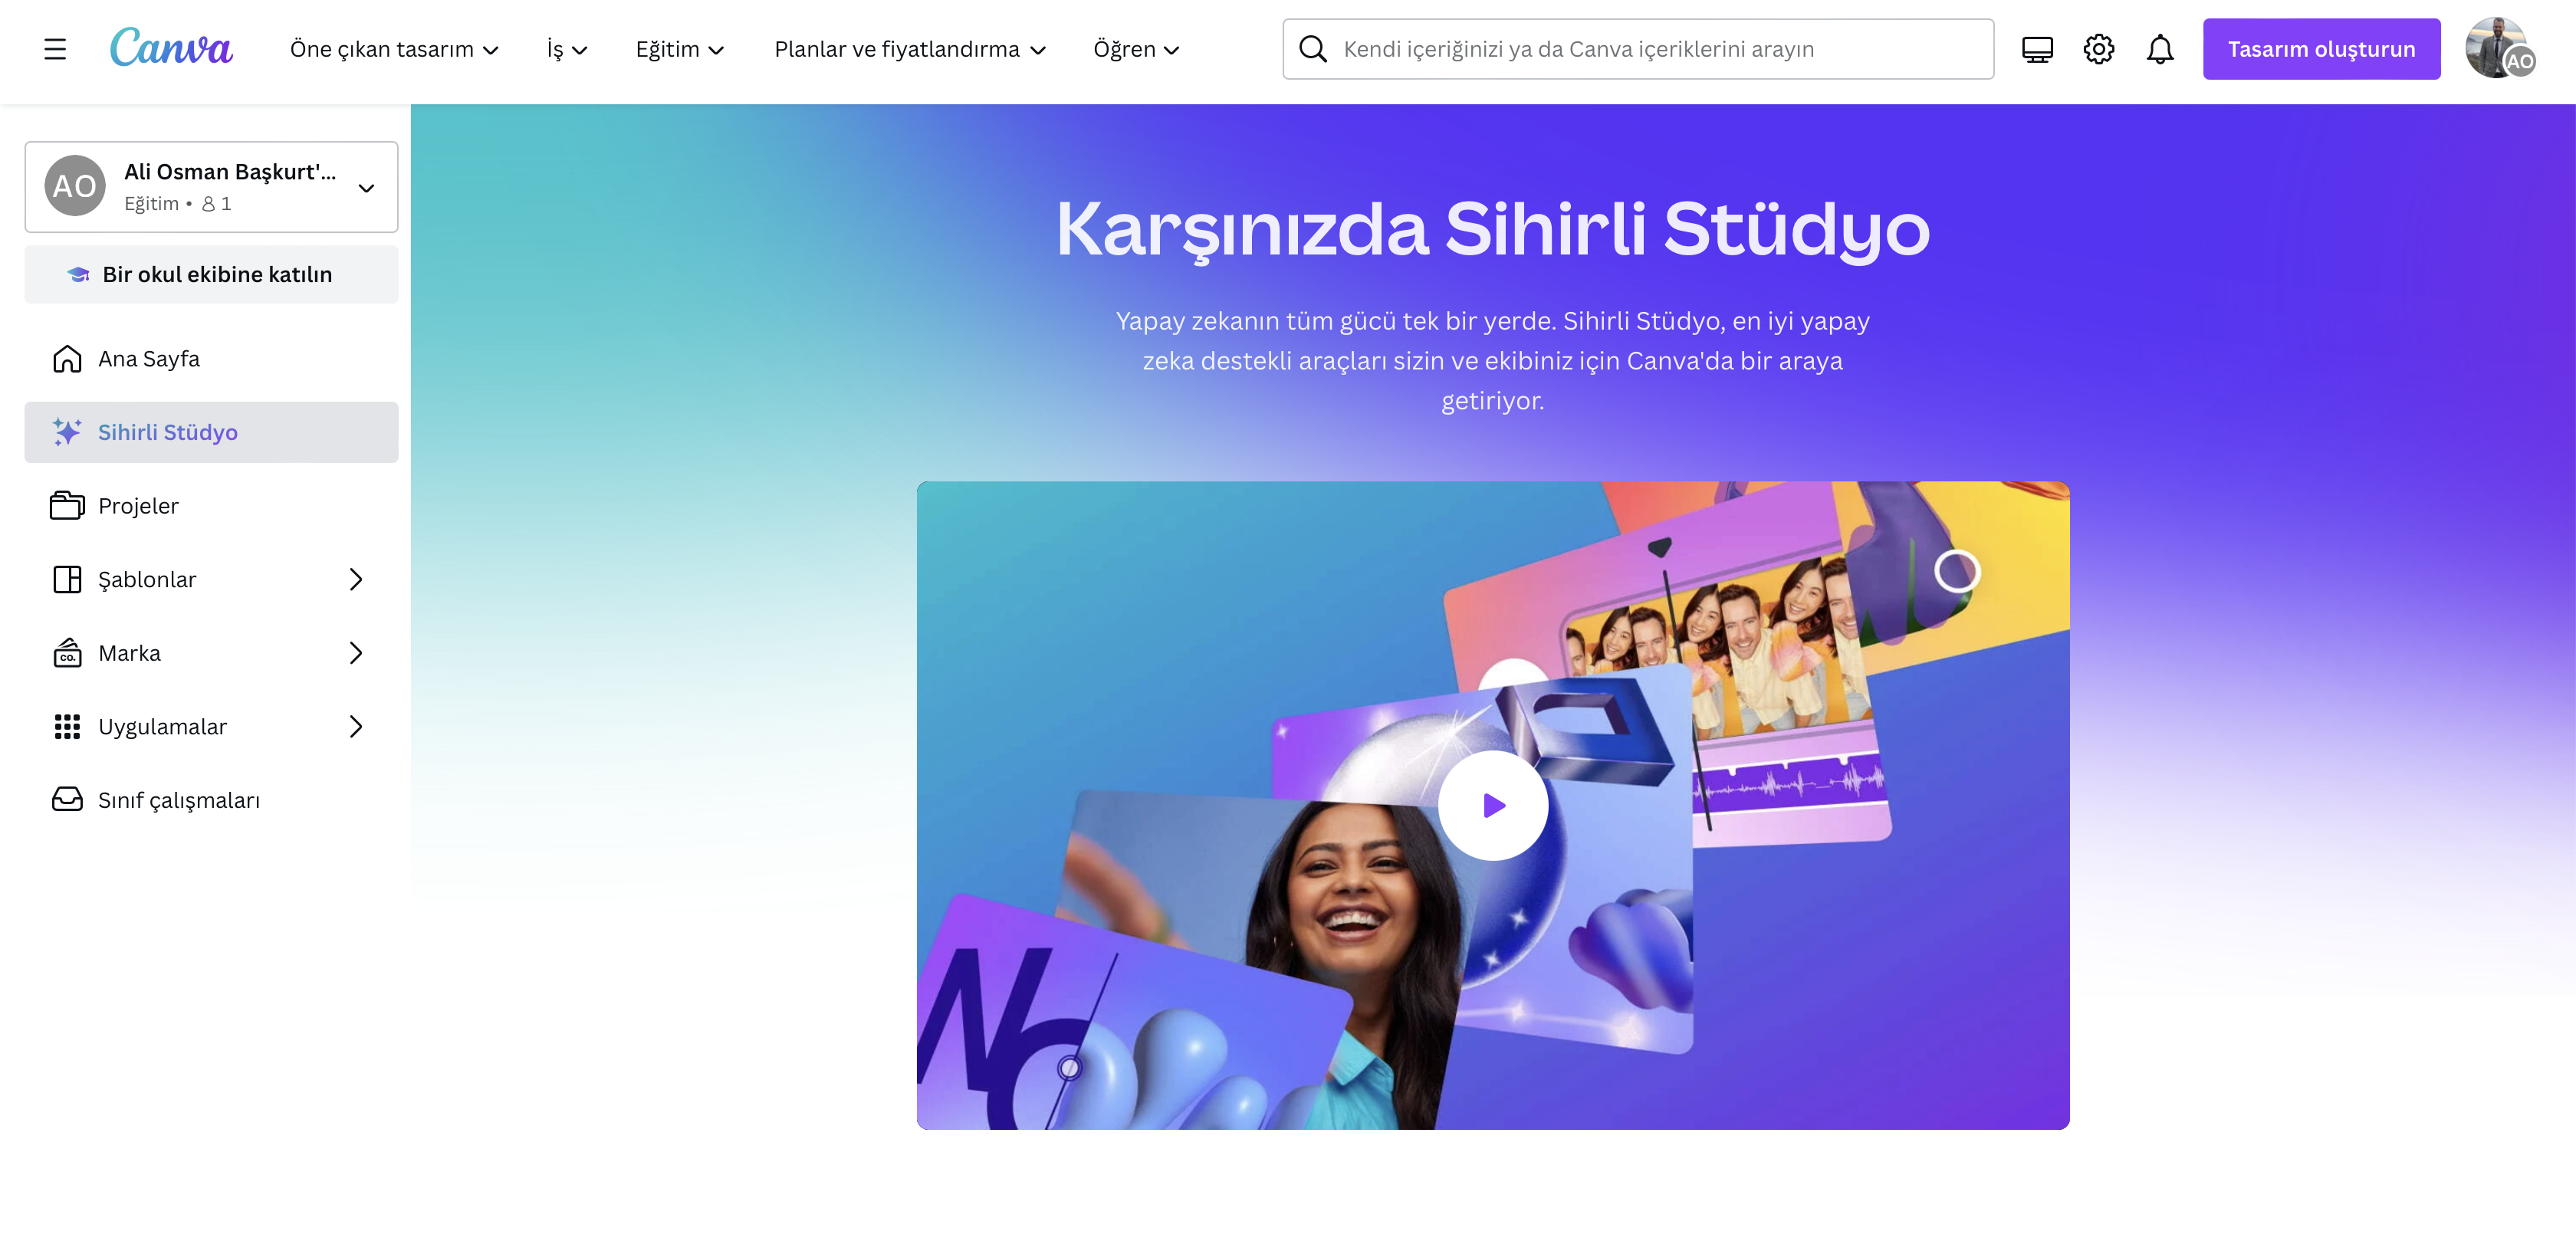 Canva
Öne çıkan tasarım
İş
Eğitim
Planlar ve fiyatlandırma
Öğren
Kendi içeriğinizi ya da Canva içeriklerini arayın
Tasarım oluşturun
AO
AO
Ali Osman Başkurt'...
Eğitim • 1
Bir okul ekibine katılın
Ana Sayfa
Sihirli Stüdyo
Projeler
Şablonlar
CO.
Marka
Uygulamalar
Sınıf çalışmaları
Karşınızda Sihirli Stüdyo
Yapay zekanın tüm gücü tek bir yerde. Sihirli Stüdyo, en iyi yapay
zeka destekli araçları sizin ve ekibiniz için Canva'da bir araya
getiriyor.